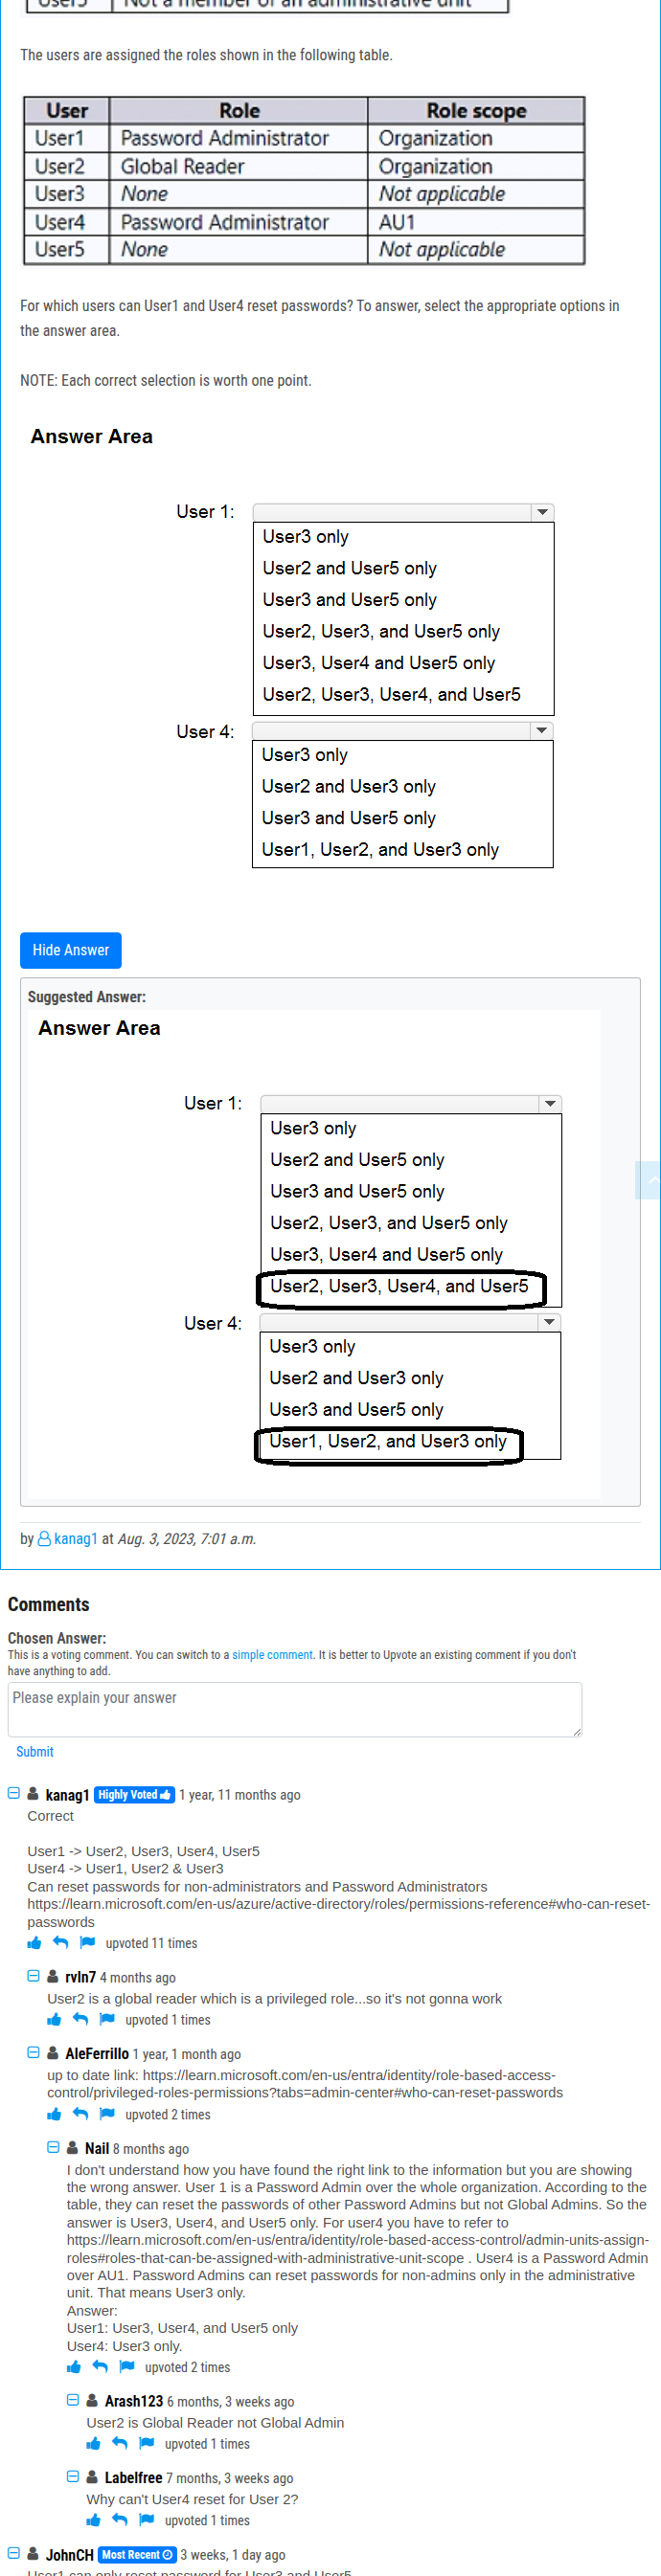 User5 Not a member of an administrative unit
The users are assigned the roles shown in the following table.
User Role Role scope
User1 Password Administrator Organization
User2 Global Reader Organization
User3 None Not applicable
User4 Password Administrator AU1
User5 None Not applicable
For which users can User1 and User4 reset passwords? To answer, select the appropriate options in
the answer area.
NOTE: Each correct selection is worth one point.
Answer Area
User 1:
User3 only
User2 and User5 only
User3 and User5 only
User2, User3, and User5 only
User3, User4 and User5 only
User2, User3, User4, and User5
User 4:
User3 only
User2 and User3 only
User3 and User5 only
User1, User2, and User3 only
Hide Answer
Suggested Answer:
Answer Area
User 1:
User3 only
User2 and User5 only
User3 and User5 only
User2, User3, and User5 only
User3, User4 and User5 only
User2, User3, User4, and User5
User 4:
User3 only
User2 and User3 only
User3 and User5 only
User1, User2, and User3 only
by kanag1 at Aug. 3, 2023, 7:01 a.m.
Comments
Chosen Answer:
This is a voting comment. You can switch to a simple comment. It is better to Upvote an existing comment if you don't
have anything to add.
Please explain your answer
Submit
kanag1 Highly Voted 1 year, 11 months ago
Correct
User1 -> User2, User3, User4, User5
User4 -> User1, User2 & User3
Can reset passwords for non-administrators and Password Administrators
https://learn.microsoft.com/en-us/azure/active-directory/roles/permissions-reference#who-can-reset-
passwords
upvoted 11 times
rvln7 4 months ago
User2 is a global reader which is a privileged role...so it's not gonna work
upvoted 1 times
AleFerrillo 1 year, 1 month ago
up to date link: https://learn.microsoft.com/en-us/entra/identity/role-based-access-
control/privileged-roles-permissions?tabs=admin-center#who-can-reset-passwords
upvoted 2 times
Nail 8 months ago
I don't understand how you have found the right link to the information but you are showing
the wrong answer. User 1 is a Password Admin over the whole organization. According to the
table, they can reset the passwords of other Password Admins but not Global Admins. So the
answer is User3, User4, and User5 only. For user4 you have to refer to
https://learn.microsoft.com/en-us/entra/identity/role-based-access-control/admin-units-assign-
roles#roles-that-can-be-assigned-with-administrative-unit-scope . User4 is a Password Admin
over AU1. Password Admins can reset passwords for non-admins only in the administrative
unit. That means User3 only.
Answer:
User1: User3, User4, and User5 only
User4: User3 only.
upvoted 2 times
Arash123 6 months, 3 weeks ago
User2 is Global Reader not Global Admin
upvoted 1 times
Labelfree 7 months, 3 weeks ago
Why can't User4 reset for User 2?
upvoted 1 times
JohnCH Most Recent 3 weeks, 1 day ago
User1 can only reset password for User3 and User5